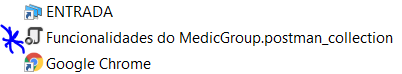 ENTRADA
Funcionalidades do MedicGroup.postman_collection
Google Chrome